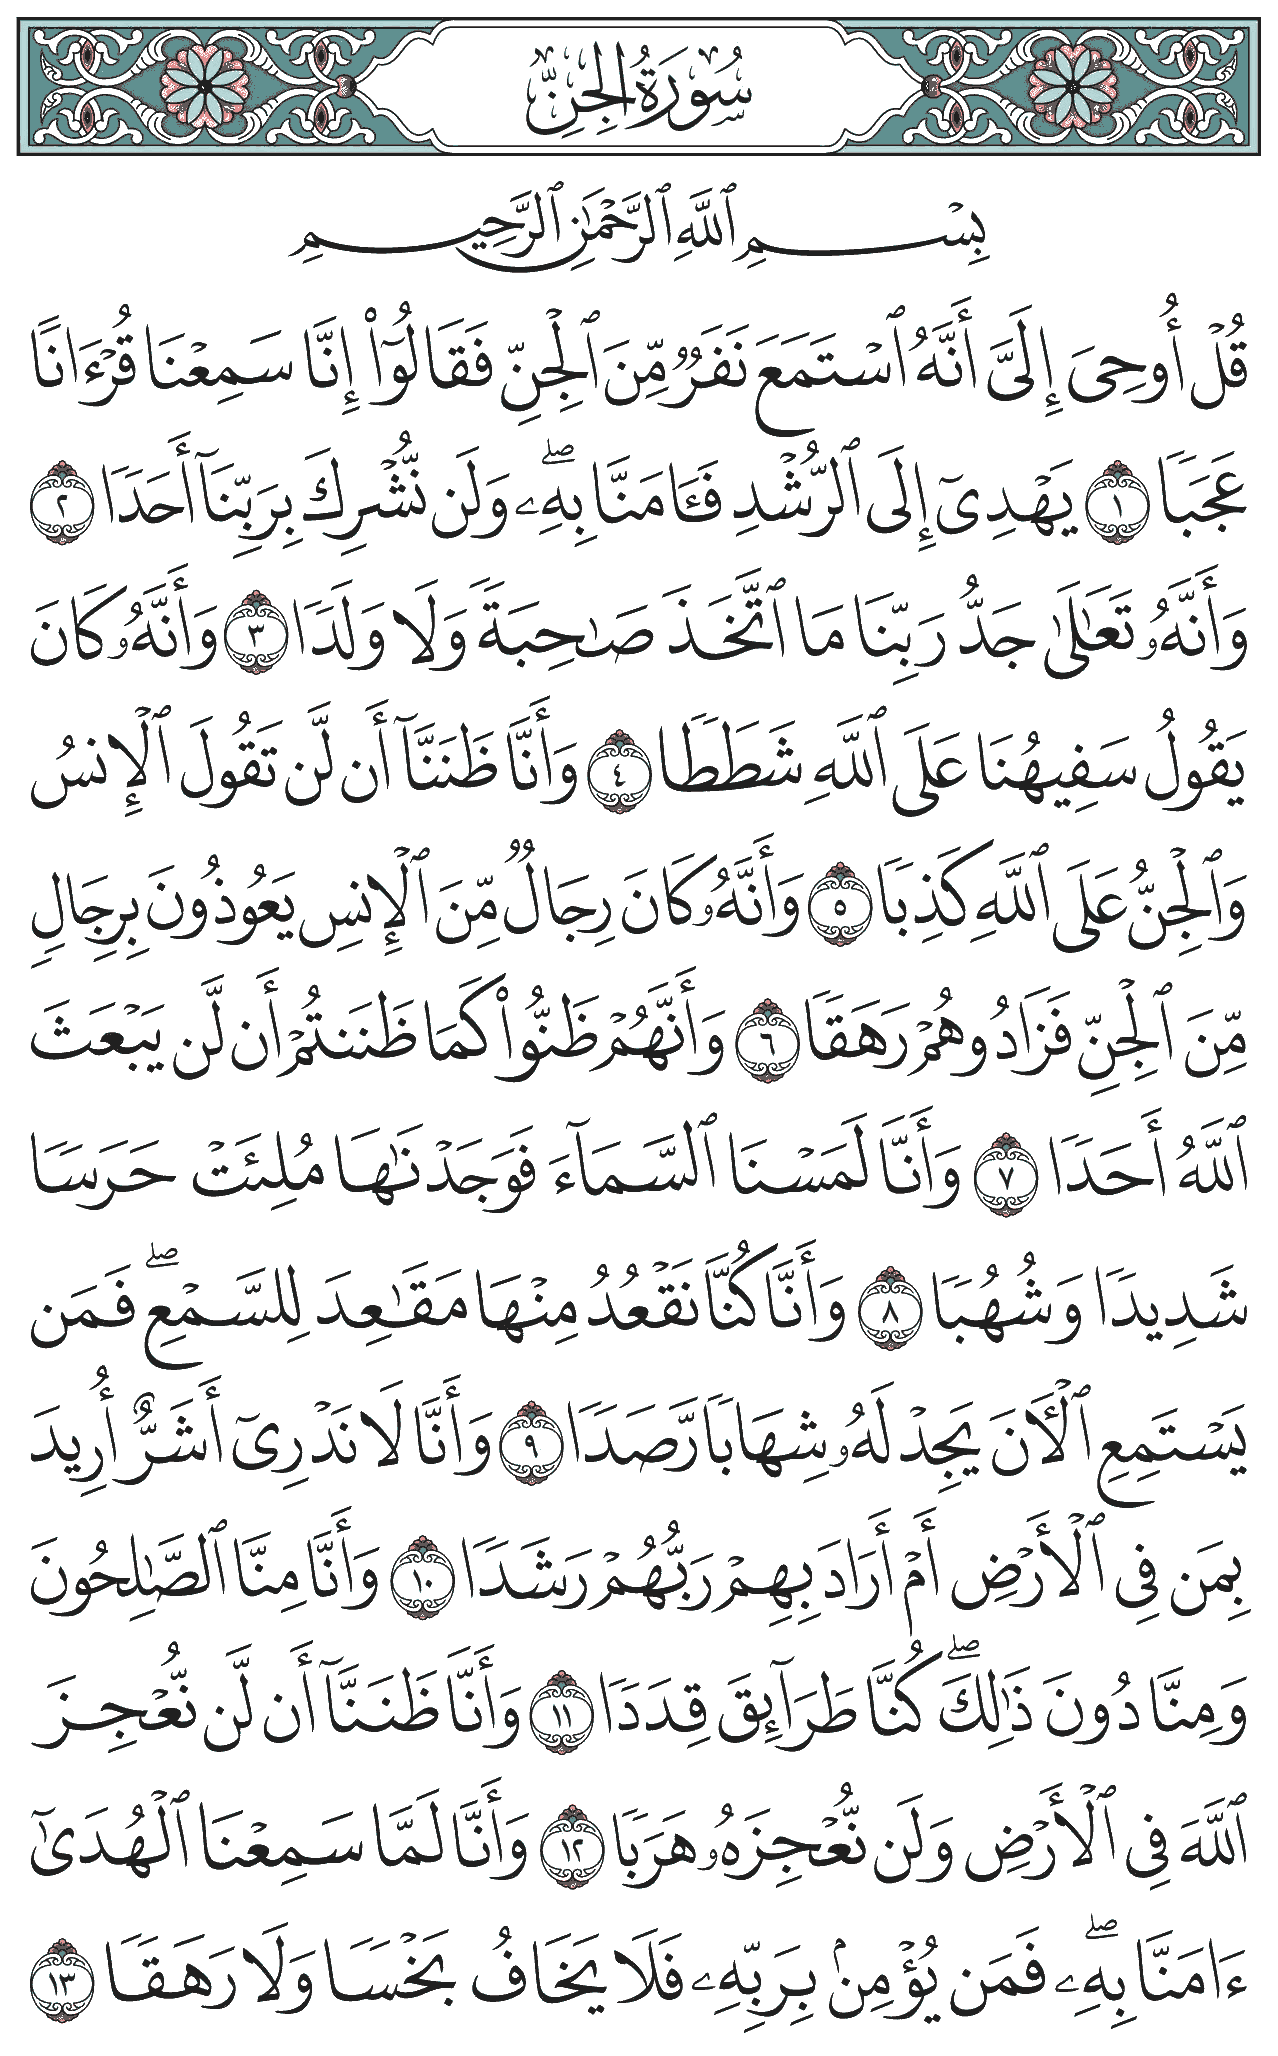 سُورَةُ الجِنِّ
بِسْمِ ٱللَّهِ ٱلرَّحْمَٰنِ ٱلرَّحِيمِ
قُلْ أُوحِىَ إِلَىَّ أَنَّهُ ٱسْتَمَعَ نَفَرٌ مِّنَ ٱلْجِنِّ فَقَالُوٓا۟ إِنَّا سَمِعْنَا قُرْءَانًا
عَجَبًا ١ يَهْدِىٓ إِلَى ٱلرُّشْدِ فَـَٔامَنَّا بِهِۦ ۖ وَلَن نُّشْرِكَ بِرَبِّنَآ أَحَدًا ٢
وَأَنَّهُۥ تَعَٰلَىٰ جَدُّ رَبِّنَا مَا ٱتَّخَذَ صَٰحِبَةً وَلَا وَلَدًا ٣ وَأَنَّهُۥ كَانَ
يَقُولُ سَفِيهُنَا عَلَى ٱللَّهِ شَطَطًا ٤ وَأَنَّا ظَنَنَّآ أَن لَّن تَقُولَ ٱلْإِنسُ
وَٱلْجِنُّ عَلَى ٱللَّهِ كَذِبًا ٥ وَأَنَّهُۥ كَانَ رِجَالٌ مِّنَ ٱلْإِنسِ يَعُوذُونَ بِرِجَالٍ
مِّنَ ٱلْجِنِّ فَزَادُوهُمْ رَهَقًا ٦ وَأَنَّهُمْ ظَنُّوا۟ كَمَا ظَنَنتُمْ أَن لَّن يَبْعَثَ
ٱللَّهُ أَحَدًا ٧ وَأَنَّا لَمَسْنَا ٱلسَّمَآءَ فَوَجَدْنَٰهَا مُلِئَتْ حَرَسًا
شَدِيدًا وَشُهُبًا ٨ وَأَنَّا كُنَّا نَقْعُدُ مِنْهَا مَقَٰعِدَ لِلسَّمْعِ ۖ فَمَن
يَسْتَمِعِ ٱلْـَٔانَ يَجِدْ لَهُۥ شِهَابًا رَّصَدًا ٩ وَأَنَّا لَا نَدْرِىٓ أَشَرٌّ أُرِيدَ
بِمَن فِى ٱلْأَرْضِ أَمْ أَرَادَ بِهِمْ رَبُّهُمْ رَشَدًا ١٠ وَأَنَّا مِنَّا ٱلصَّٰلِحُونَ
وَمِنَّا دُونَ ذَٰلِكَ ۖ كُنَّا طَرَآئِقَ قِدَدًا ١١ وَأَنَّا ظَنَنَّآ أَن لَّن نُّعْجِزَ
ٱللَّهَ فِى ٱلْأَرْضِ وَلَن نُّعْجِزَهُۥ هَرَبًا ١٢ وَأَنَّا لَمَّا سَمِعْنَا ٱلْهُدَىٰٓ
ءَامَنَّا بِهِۦ ۖ فَمَن يُؤْمِنۢ بِرَبِّهِۦ فَلَا يَخَافُ بَخْسًا وَلَا رَهَقًا ١٣